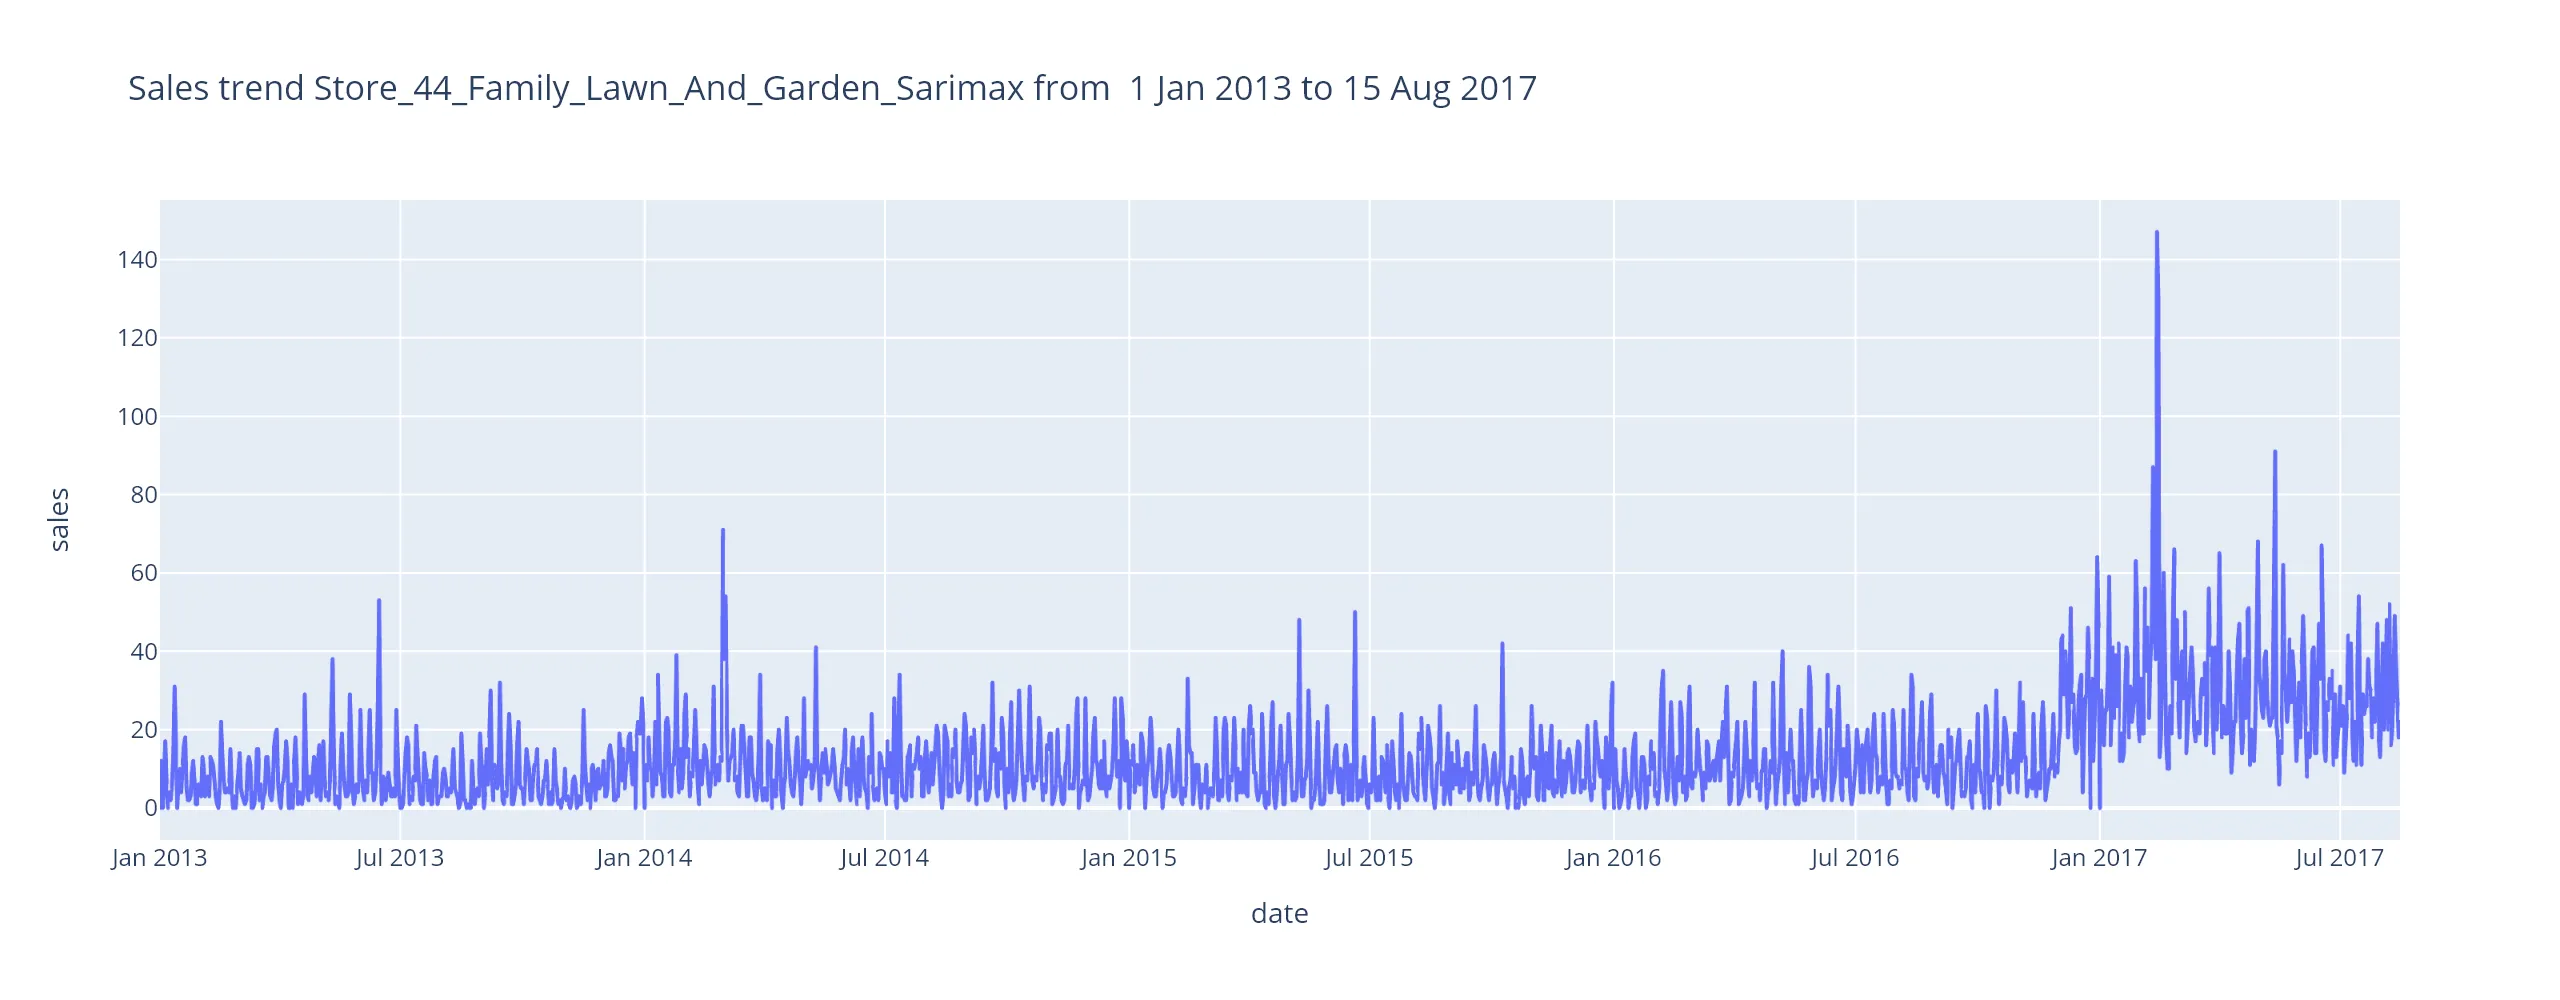 Sales trend Store_44_Family_Lawn_And_Garden_Sarimax from  1 Jan 2013 to 15 Aug 2017
140
120
100
80
60
40
20
0
sales
Jan 2013 Jul 2013 Jan 2014 Jul 2014 Jan 2015 Jul 2015 Jan 2016 Jul 2016 Jan 2017 Jul 2017
date